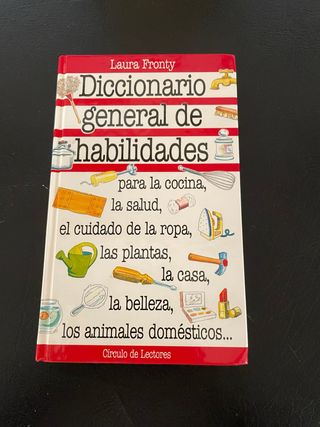 Laura Fronty
Diccionario
general de
habilidades
para la cocina,
la salud,
el cuidado de la ropa,
las plantas,
la casa,
la belleza,
los animales domésticos...
Círculo de Lectores